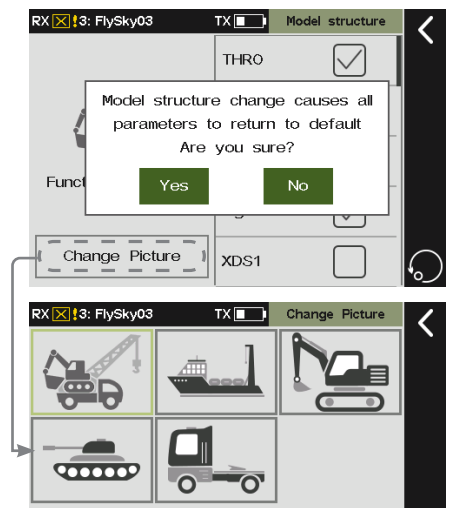 RX !3: FlySky03 TX Model structure
THRO
Model structure change causes all
parameters to return to default
Are you sure?
Yes No
Change Picture
XDS1
RX !3: FlySky03 TX Change Picture